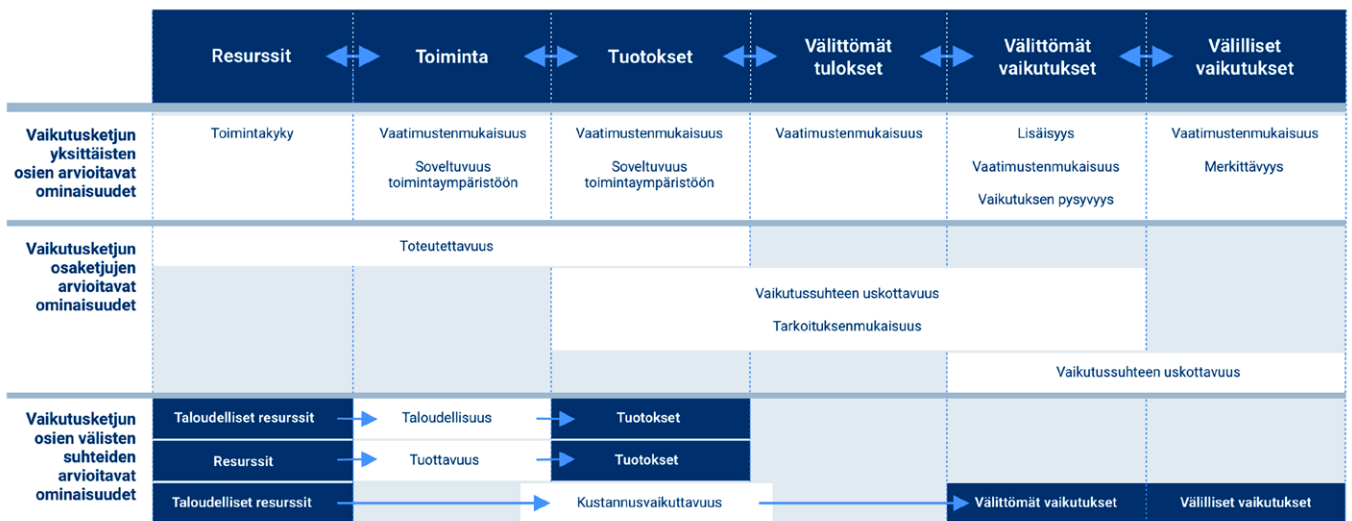 Resurssit
Toiminta
Tuotokset
Välittömät
tulokset
Välittömät
vaikutukset
Välilliset
vaikutukset
Vaikutusketjun
yksittäisten
osien arvioitavat
ominaisuudet
Toimintakyky
Vaatimustenmukaisuus
Soveltuvuus
toimintaympäristöön
Vaatimustenmukaisuus
Soveltuvuus
toimintaympäristöön
Vaatimustenmukaisuus
Lisäisyys
Vaatimustenmukaisuus
Vaikutuksen pysyvyys
Vaatimustenmukaisuus
Merkittävyys
Vaikutusketjun
osaketjujen
arvioitavat
ominaisuudet
Toteutettavuus
Vaikutussuhteen uskottavuus
Tarkoituksenmukaisuus
Vaikutussuhteen uskottavuus
Vaikutusketjun
osien välisten
suhteiden
arvioitavat
ominaisuudet
Taloudelliset resurssit
Taloudellisuus
Tuotokset
Resurssit
Tuottavuus
Tuotokset
Taloudelliset resurssit
Kustannusvaikuttavuus
Välittömät vaikutukset
Välilliset vaikutukset